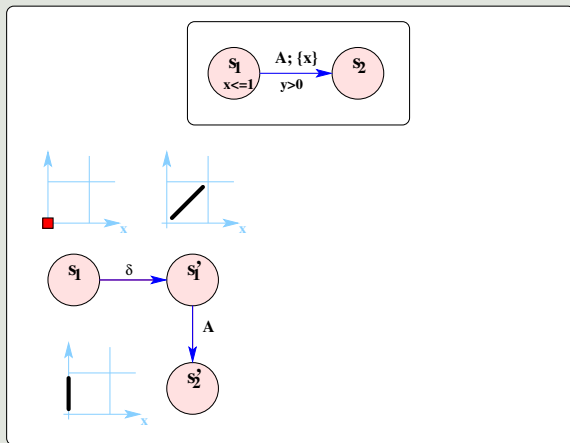 A; {x}
s1
s2
x<=1
y>0
x
x
s1
δ
s1'
A
s2'
x